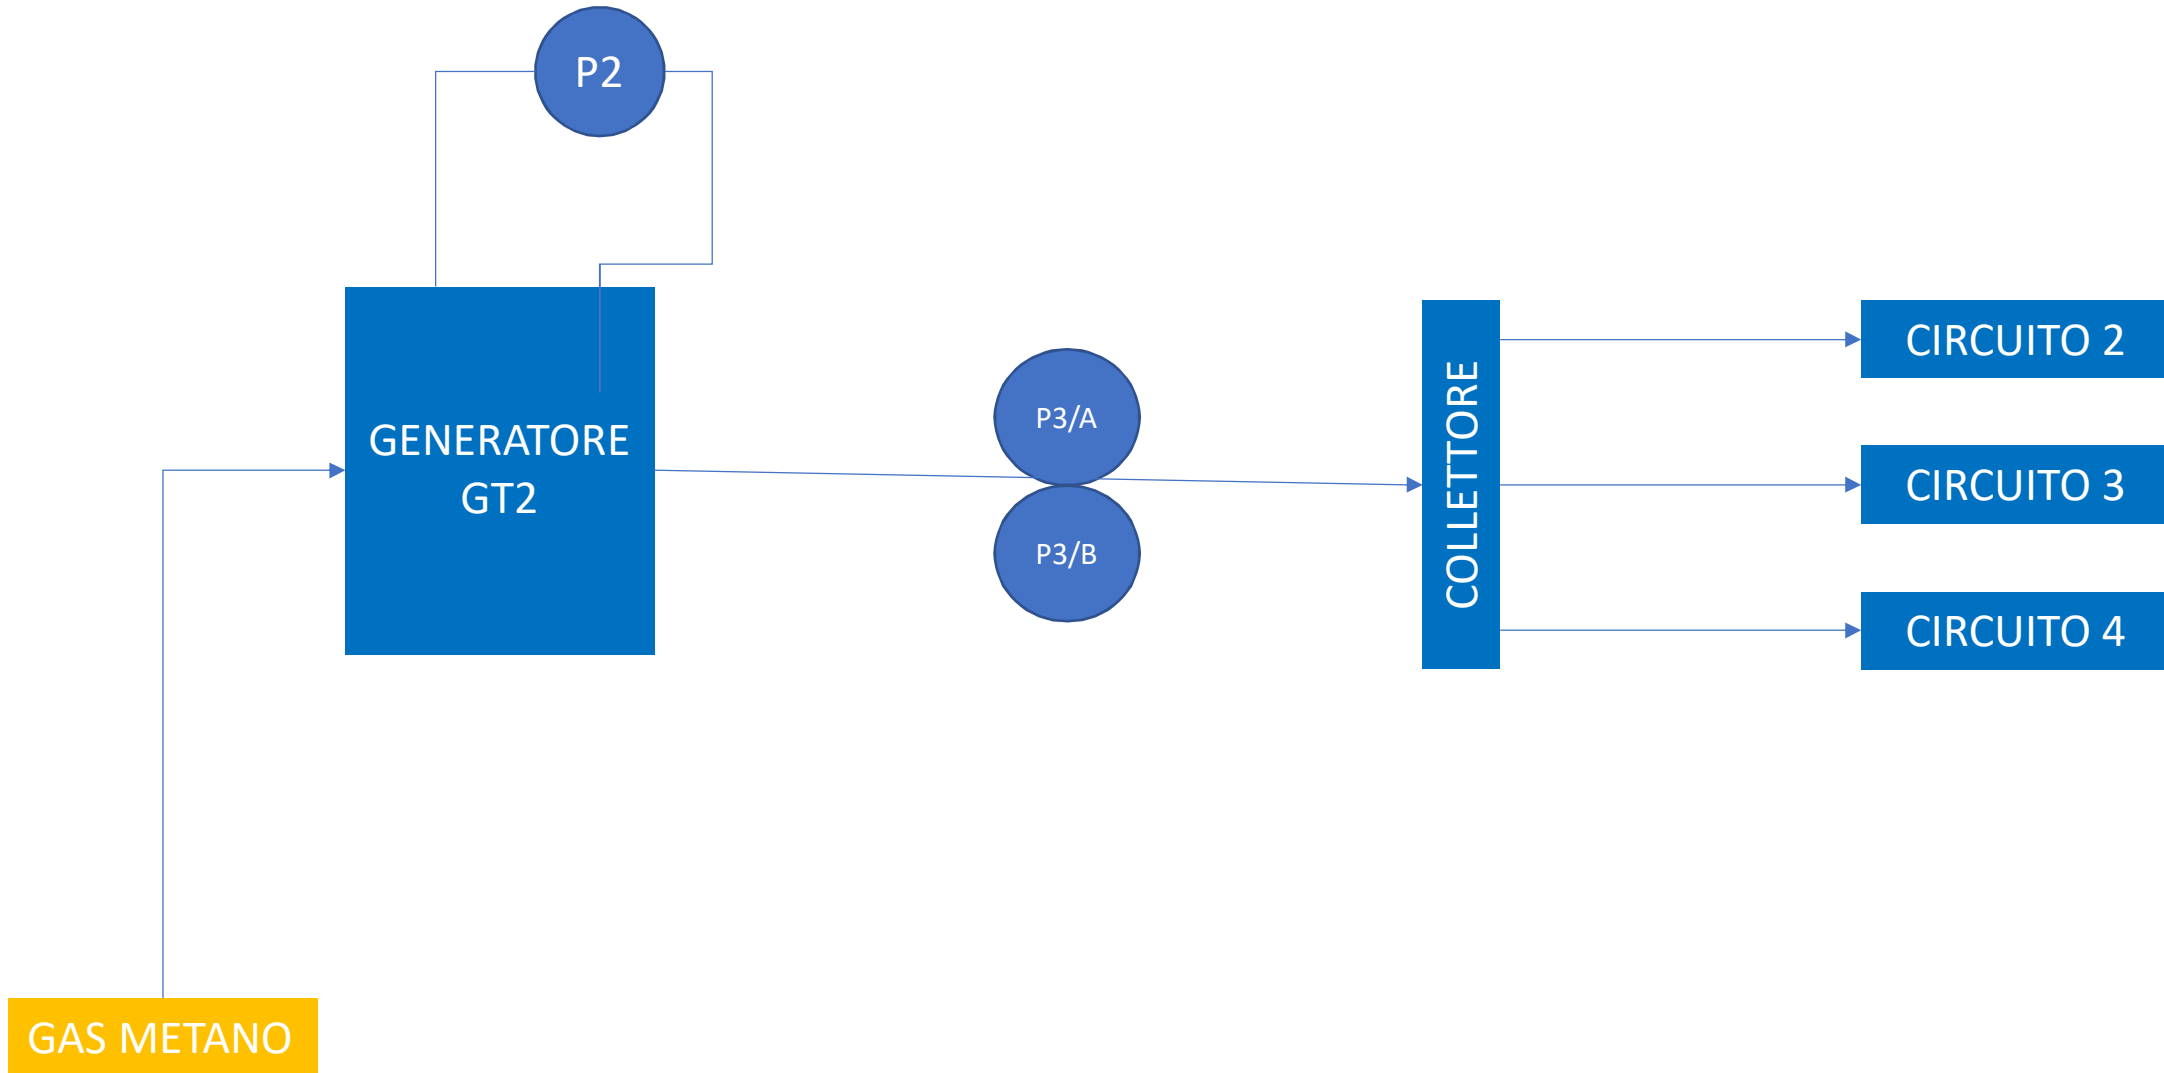 P2
GENERATORE
GT2
P3/A
P3/B
COLLETTORE
CIRCUITO 2
CIRCUITO 3
CIRCUITO 4
GAS METANO